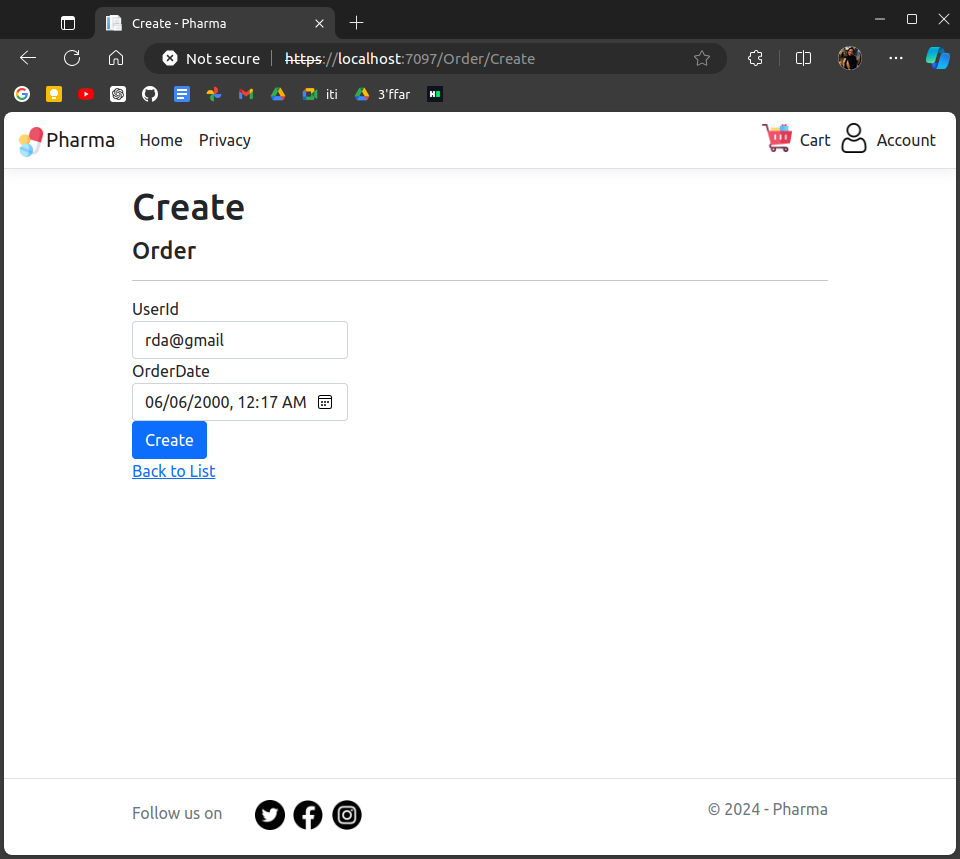 Create - Pharma
Not secure https://localhost:7097/Order/Create
iti 3'ffar
Pharma Home Privacy Cart Account
Create
Order
UserId
rda@gmail
OrderDate
06/06/2000, 12:17 AM
Create
Back to List
Follow us on © 2024 - Pharma